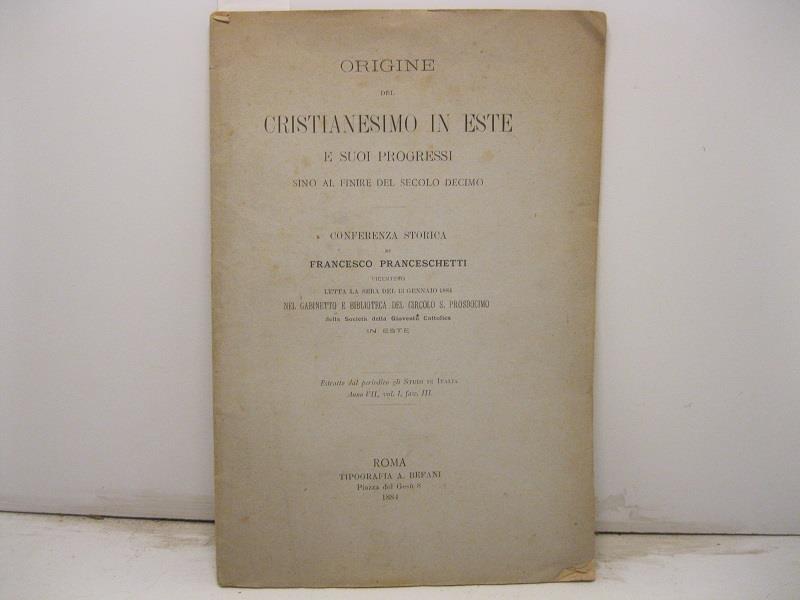 ORIGINE
DEL
CRISTIANESIMO IN ESTE
E SUOI PROGRESSI
SINO AL FINIRE DEL SECOLO DECIMO
CONFERENZA STORICA
DI
FRANCESCO FRANCESCHETTI
VICENTINO
LETTA LA SERA DEL 13 GENNAIO 1884
NEL GABINETTO E BIBLIOTECA DEL CIRCOLO S. PROSDOCIMO
della Società della Gioventù Cattolica
IN ESTE
Estratto dal periodico gli STUDI IN ITALIA
Anno VII, vol. I, fasc. III.
ROMA
TIPOGRAFIA A. BEFANI
Piazza del Gesù 8
1884